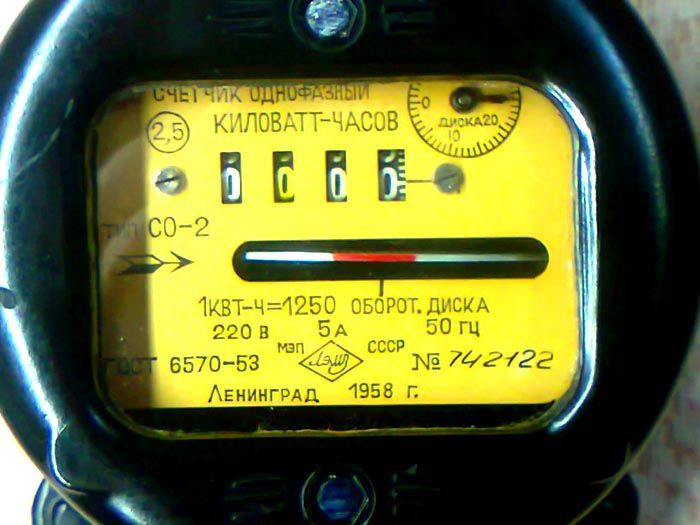 СЧЕТЧИК ОДНОФАЗНЫЙ
2,5
КИЛОВАТТ-ЧАСОВ
0
ДИСКА 20
10
0 0 0 0
ТИП СО-2
1КВТ-Ч=1250 ОБОРОТ. ДИСКА
220 В 5А 50 ГЦ
МЭП ЛЭМЗ СССР
ГОСТ 6570-53 № 742122
ЛЕНИНГРАД 1958 Г.